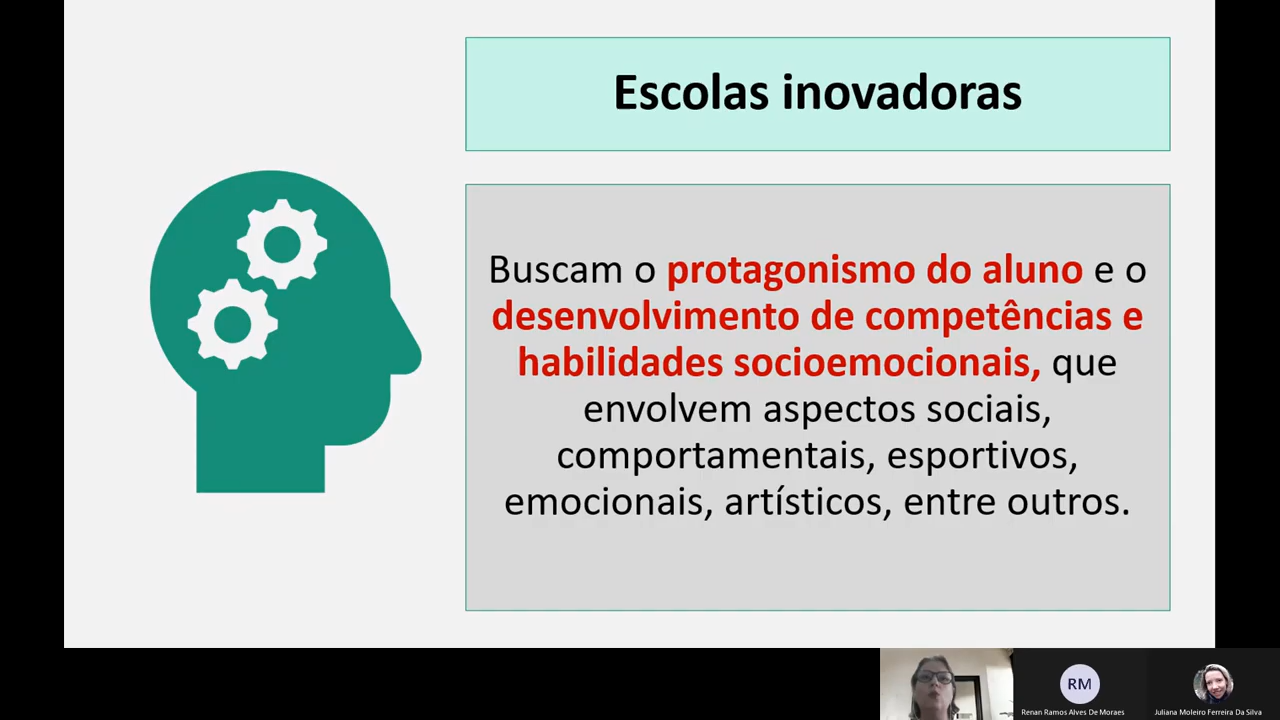 Escolas inovadoras
Buscam o protagonismo do aluno e o
desenvolvimento de competências e
habilidades socioemocionais, que
envolvem aspectos sociais,
comportamentais, esportivos,
emocionais, artísticos, entre outros.
RM
Renan Ramos Alves De Moraes
Juliana Moleiro Ferreira Da Silva